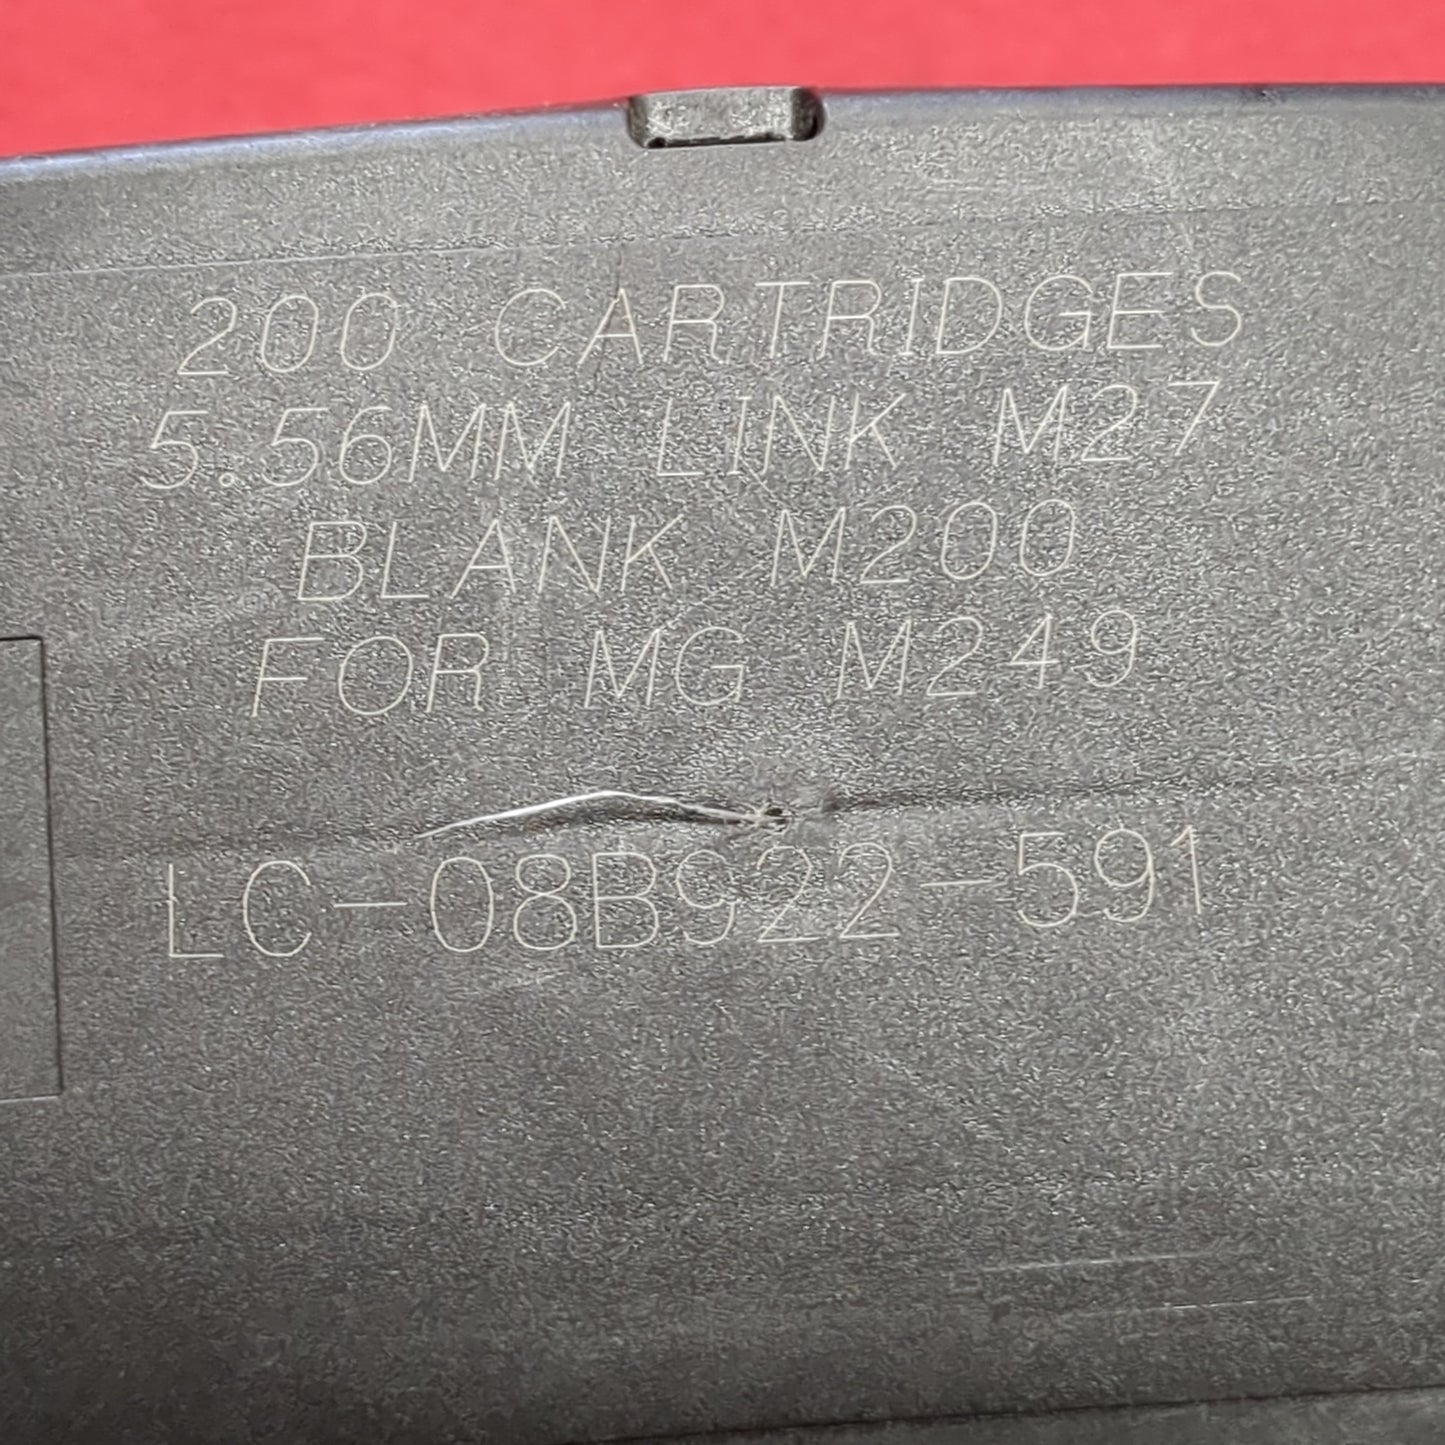 200 CARTRIDGES
5.56MM LINK M27
BLANK M200
FOR MG M249
LC-08B922-591